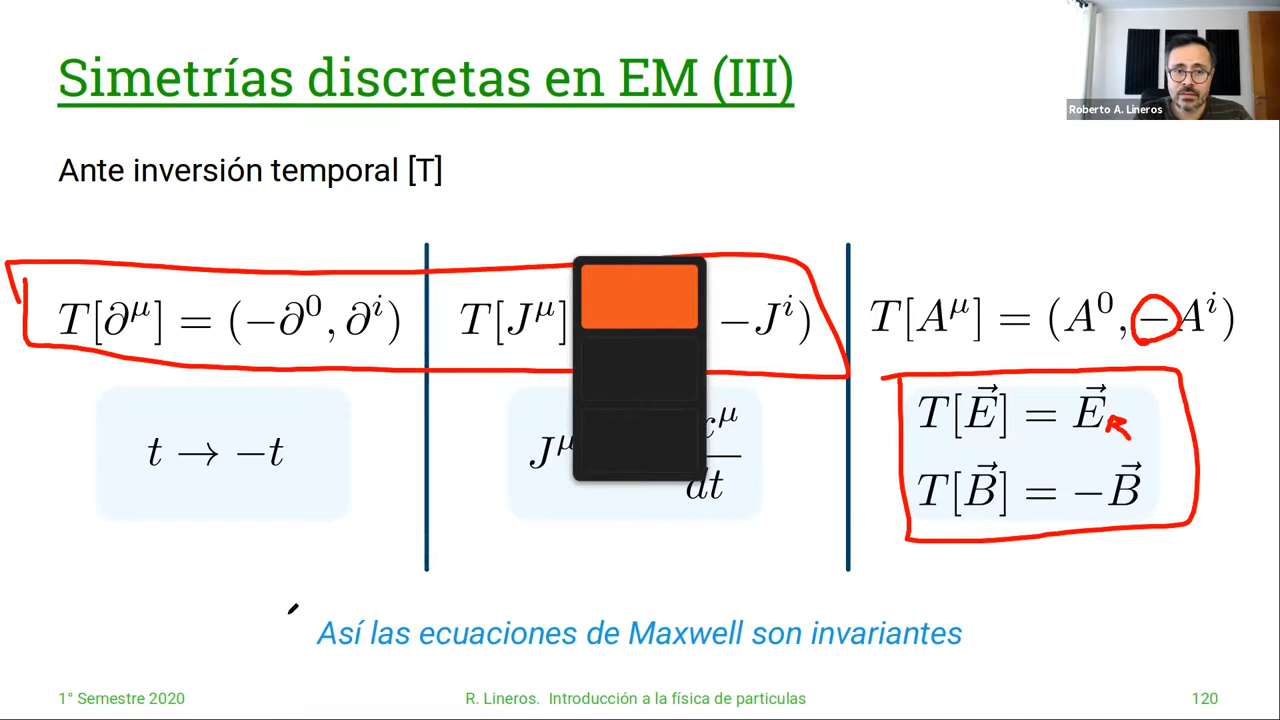 Simetrías discretas en EM (III)
Roberto A. Lineros
Ante inversión temporal [T]
T[∂^μ] = (−∂^0, ∂^i)
T[J^μ] −J^i)
T[A^μ] = (A^0, −A^i)
t → −t
J^μ x^μ
dt
T[E⃗] = E⃗
T[B⃗] = −B⃗
Así las ecuaciones de Maxwell son invariantes
1° Semestre 2020
R. Lineros. Introducción a la física de particulas
120